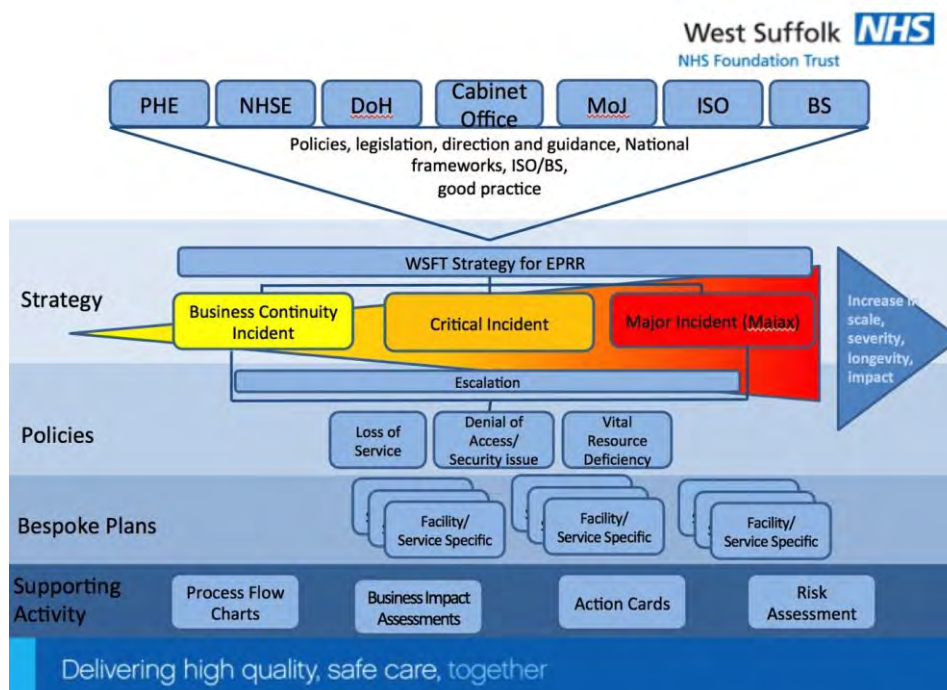 West Suffolk NHS
NHS Foundation Trust
PHE
NHSE
DoH
Cabinet
Office
MoJ
ISO
BS
Policies, legislation, direction and guidance, National
frameworks, ISO/BS,
good practice
WSFT Strategy for EPRR
Strategy
Business Continuity
Incident
Critical Incident
Major Incident (Majax)
Increase in
scale,
severity,
longevity,
impact
Escalation
Policies
Loss of
Service
Denial of
Access/
Security issue
Vital
Resource
Deficiency
Bespoke Plans
Facility/
Service Specific
Facility/
Service Specific
Facility/
Service Specific
Supporting
Activity
Process Flow
Charts
Business Impact
Assessments
Action Cards
Risk
Assessment
Delivering high quality, safe care, together